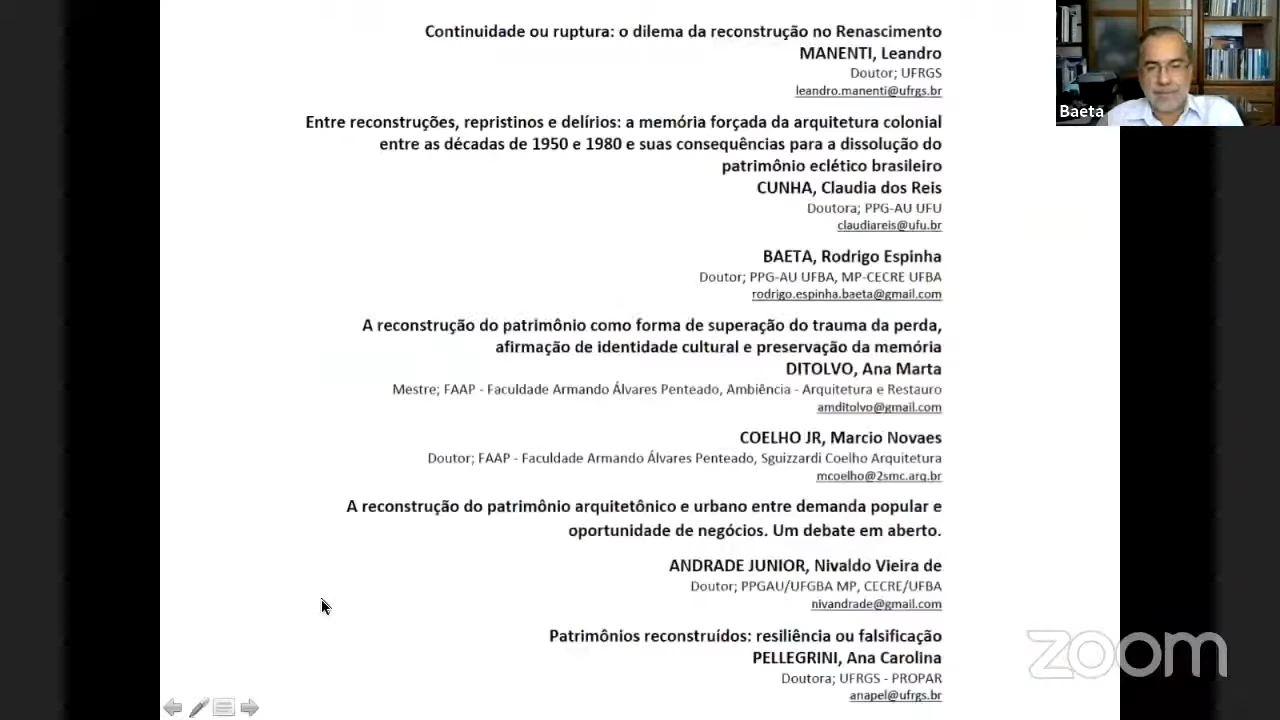 Continuidade ou ruptura: o dilema da reconstrução no Renascimento
MANENTI, Leandro
Doutor; UFRGS
leandro.manenti@ufrgs.br
Entre reconstruções, repristinos e delírios: a memória forçada da arquitetura colonial
entre as décadas de 1950 e 1980 e suas consequências para a dissolução do
patrimônio eclético brasileiro
CUNHA, Claudia dos Reis
Doutora; PPG-AU UFU
claudiareis@ufu.br
BAETA, Rodrigo Espinha
Doutor; PPG-AU UFBA, MP-CECRE UFBA
rodrigo.espinha.baeta@gmail.com
A reconstrução do patrimônio como forma de superação do trauma da perda,
afirmação de identidade cultural e preservação da memória
DITOLVO, Ana Marta
Mestre; FAAP - Faculdade Armando Álvares Penteado, Ambiência - Arquitetura e Restauro
amditolvo@gmail.com
COELHO JR, Marcio Novaes
Doutor; FAAP - Faculdade Armando Álvares Penteado, Sguizzardi Coelho Arquitetura
mcoelho@2smc.arq.br
A reconstrução do patrimônio arquitetônico e urbano entre demanda popular e
oportunidade de negócios. Um debate em aberto.
ANDRADE JUNIOR, Nivaldo Vieira de
Doutor; PPGAU/UFGBA MP, CECRE/UFBA
nivandrade@gmail.com
Patrimônios reconstruídos: resiliência ou falsificação
PELLEGRINI, Ana Carolina
Doutora; UFRGS - PROPAR
anapel@ufrgs.br
Baeta
zoom